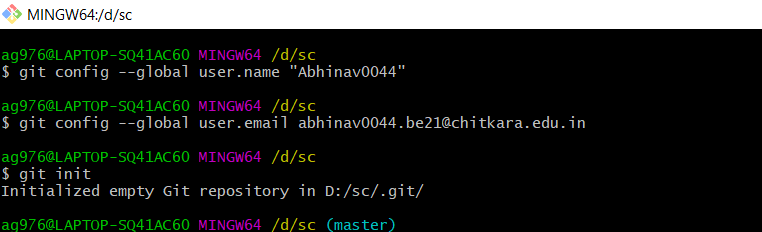 MINGW64:/d/sc
ag976@LAPTOP-SQ41AC60 MINGW64 /d/sc
$ git config --global user.name "Abhinav0044"
ag976@LAPTOP-SQ41AC60 MINGW64 /d/sc
$ git config --global user.email abhinav0044.be21@chitkara.edu.in
ag976@LAPTOP-SQ41AC60 MINGW64 /d/sc
$ git init
Initialized empty Git repository in D:/sc/.git/
ag976@LAPTOP-SQ41AC60 MINGW64 /d/sc (master)